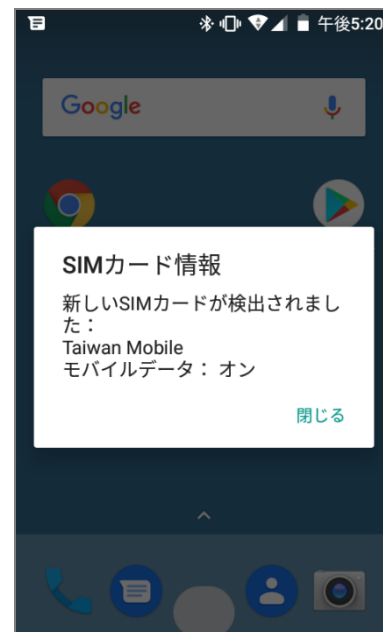 午後5:20
Google
SIMカード情報
新しいSIMカードが検出されまし
た：
Taiwan Mobile
モバイルデータ： オン
閉じる